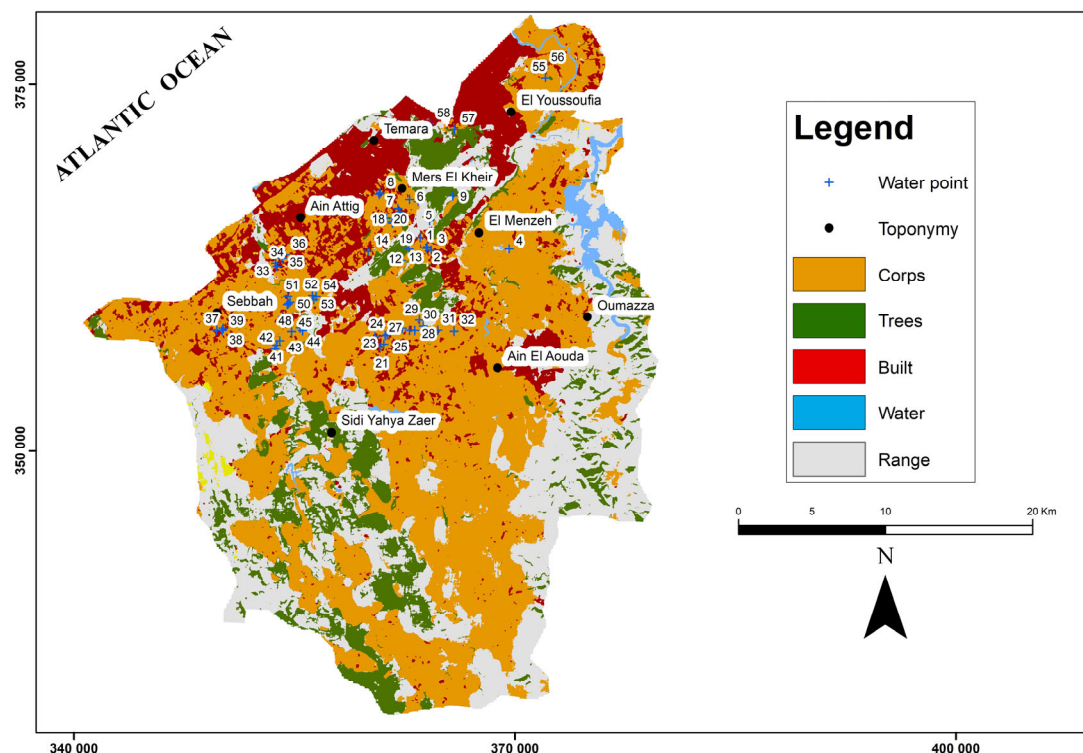 ATLANTIC OCEAN
375 000
350 000
340 000
370 000
400 000
56
55
El Youssoufia
58
57
Temara
8
Mers El Kheir
7
6
9
Ain Attig
18
20
5
El Menzeh
36
14
19
1
3
4
34
35
12
13
2
33
51
52
54
Sebbah
50
53
29
Oumazza
37
39
48
45
24
27
30
31
32
38
42
44
23
28
43
25
41
21
Ain El Aouda
Sidi Yahya Zaer
Legend
Water point
Toponymy
Corps
Trees
Built
Water
Range
0
5
10
20 Km
N